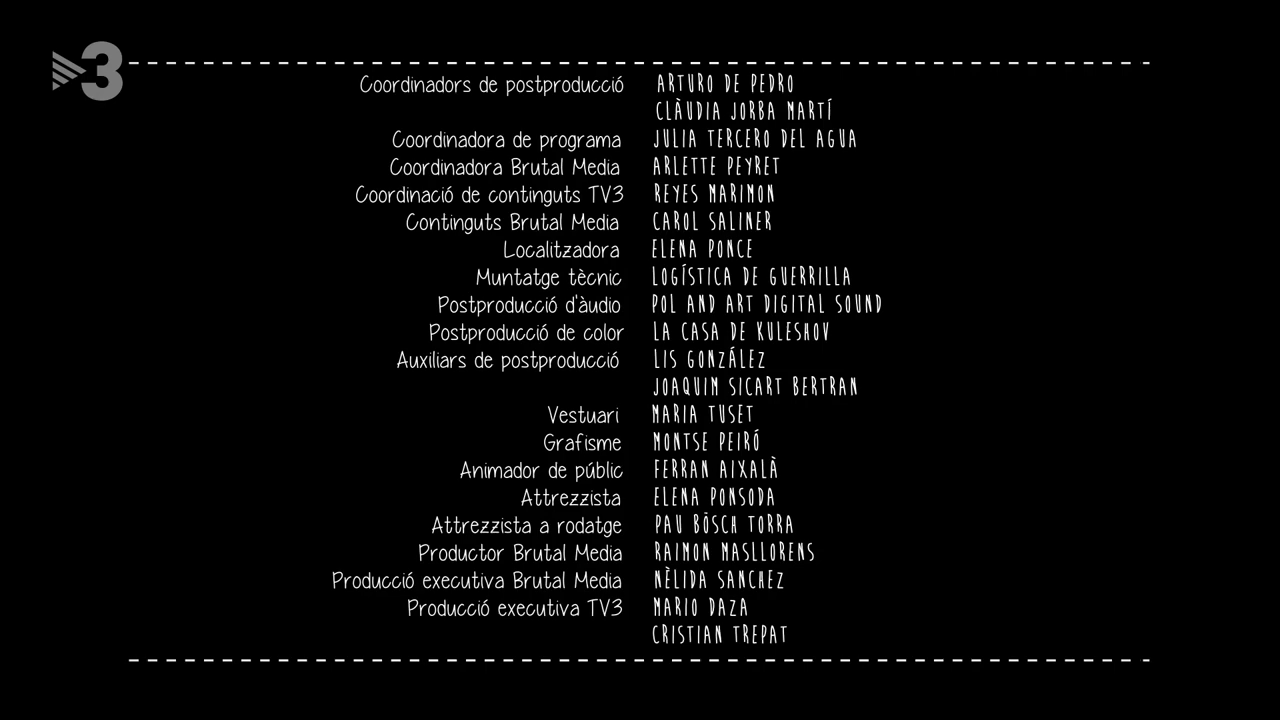 3
Coordinadors de postproducció ARTURO DE PEDRO
CLÀUDIA JORBA MARTÍ
Coordinadora de programa JULIA TERCERO DEL AGUA
Coordinadora Brutal Media ARLETTE PEYRET
Coordinació de continguts TV3 REYES MARIMON
Continguts Brutal Media CAROL SALINER
Localitzadora ELENA PONCE
Muntatge tècnic LOGÍSTICA DE GUERRILLA
Postproducció d'àudio POL AND ART DIGITAL SOUND
Postproducció de color LA CASA DE KULESHOV
Auxiliars de postproducció LIS GONZÁLEZ
JOAQUIM SICART BERTRAN
Vestuari MARIA TUSET
Grafisme MONTSE PEIRÓ
Animador de públic FERRAN AIXALÀ
Attrezzista ELENA PONSODA
Attrezzista a rodatge PAU BÖSCH TORRA
Productor Brutal Media RAIMON MASLLORENS
Producció executiva Brutal Media NÈLIDA SANCHEZ
Producció executiva TV3 MARIO DAZA
CRISTIAN TREPAT